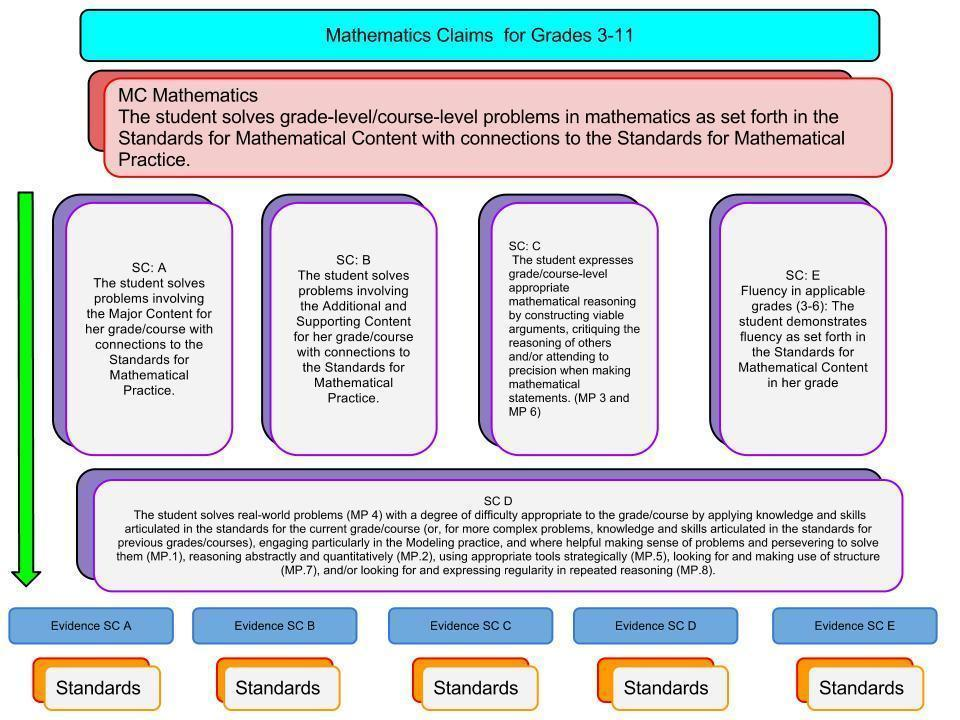 Mathematics Claims for Grades 3-11
MC Mathematics
The student solves grade-level/course-level problems in mathematics as set forth in the
Standards for Mathematical Content with connections to the Standards for Mathematical
Practice.
SC: A
The student solves
problems involving
the Major Content for
her grade/course with
connections to the
Standards for
Mathematical
Practice.
SC: B
The student solves
problems involving
the Additional and
Supporting Content
for her grade/course
with connections to
the Standards for
Mathematical
Practice.
SC: C
The student expresses
grade/course-level
appropriate
mathematical reasoning
by constructing viable
arguments, critiquing the
reasoning of others
and/or attending to
precision when making
mathematical
statements. (MP 3 and
MP 6)
SC: E
Fluency in applicable
grades (3-6): The
student demonstrates
fluency as set forth in
the Standards for
Mathematical Content
in her grade
SC D
The student solves real-world problems (MP 4) with a degree of difficulty appropriate to the grade/course by applying knowledge and skills
articulated in the standards for the current grade/course (or, for more complex problems, knowledge and skills articulated in the standards for
previous grades/courses), engaging particularly in the Modeling practice, and where helpful making sense of problems and persevering to solve
them (MP.1), reasoning abstractly and quantitatively (MP.2), using appropriate tools strategically (MP.5), looking for and making use of structure
(MP.7), and/or looking for and expressing regularity in repeated reasoning (MP.8).
Evidence SC A
Evidence SC B
Evidence SC C
Evidence SC D
Evidence SC E
Standards
Standards
Standards
Standards
Standards